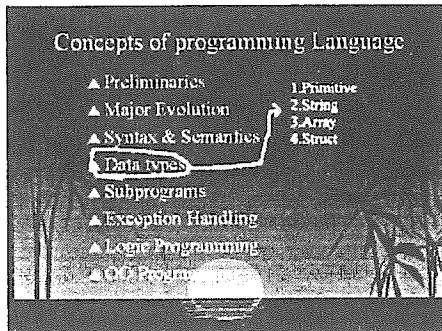 Concepts of programming Language
▲ Preliminaries
▲ Major Evolution
▲ Syntax & Semantics
▲ Data types
▲ Subprograms
▲ Exception Handling
▲ Logic Programming
▲ OO
1.Primitive
2.String
3.Array
4.Struct